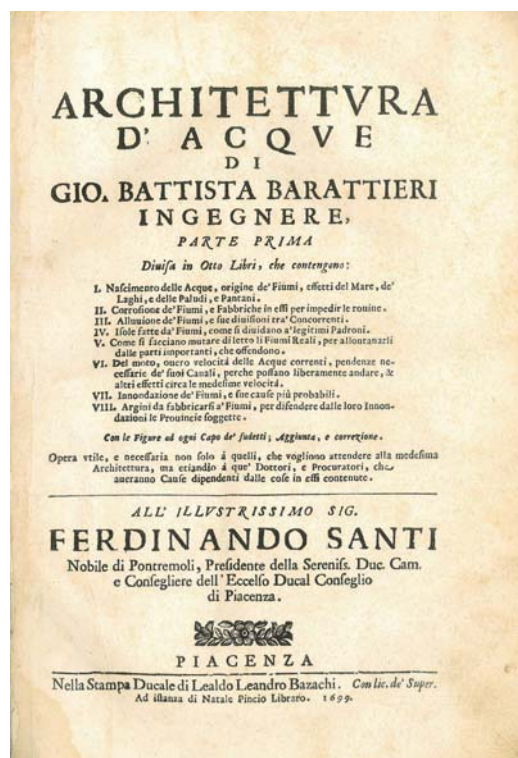 ARCHITETTVRA
D' ACQVE
DI
GIO. BATTISTA BARATTIERI
INGEGNERE,
PARTE PRIMA
Diuisa in Otto Libri, che contengono:
I. Nascimento delle Acque, origine de' Fiumi, effetti del Mare, de'
Laghi, e delle Paludi, e Pantani.
II. Corrosione de' Fiumi, e Fabbriche in essi per impedir le rouine.
III. Alluuione de' Fiumi, e sue diuisioni tra' Concorrenti.
IV. Isole fatte da' Fiumi, come si diuidano a' legitimi Padroni.
V. Come si facciano mutare di letto li Fiumi Reali, per allontanarli
dalle parti importanti, che offendono.
VI. Del moto, ouero velocità delle Acque correnti, pendenze ne-
cessarie de' suoi Canali, perche possano liberamente andare, &
altri effetti circa le medesime velocità.
VII. Innondazione de' Fiumi, e sue cause più probabili.
VIII. Argini da fabbricarsi a' Fiumi, per difendere dalle loro Innon-
dazioni le Prouincie soggette.
Con le Figure ad ogni Capo de' sudetti; Aggiunta, e correzione.
Opera vtile, e necessaria non solo à quelli, che vogliono attendere alla medesima
Architettura, ma etiandio à que' Dottori, e Procuratori, che
aueranno Cause dipendenti dalle cose in essi contenute.
ALL' ILLVSTRISSIMO SIG.
FERDINANDO SANTI
Nobile di Pontremoli, Presidente della Sereniss. Duc. Cam.
e Consegliere dell' Eccelso Ducal Conseglio
di Piacenza.
PIACENZA
Nella Stampa Ducale di Lealdo Leandro Bazachi. Con lic. de' Super.
Ad istanza di Natale Pincio Libraro. 1699.